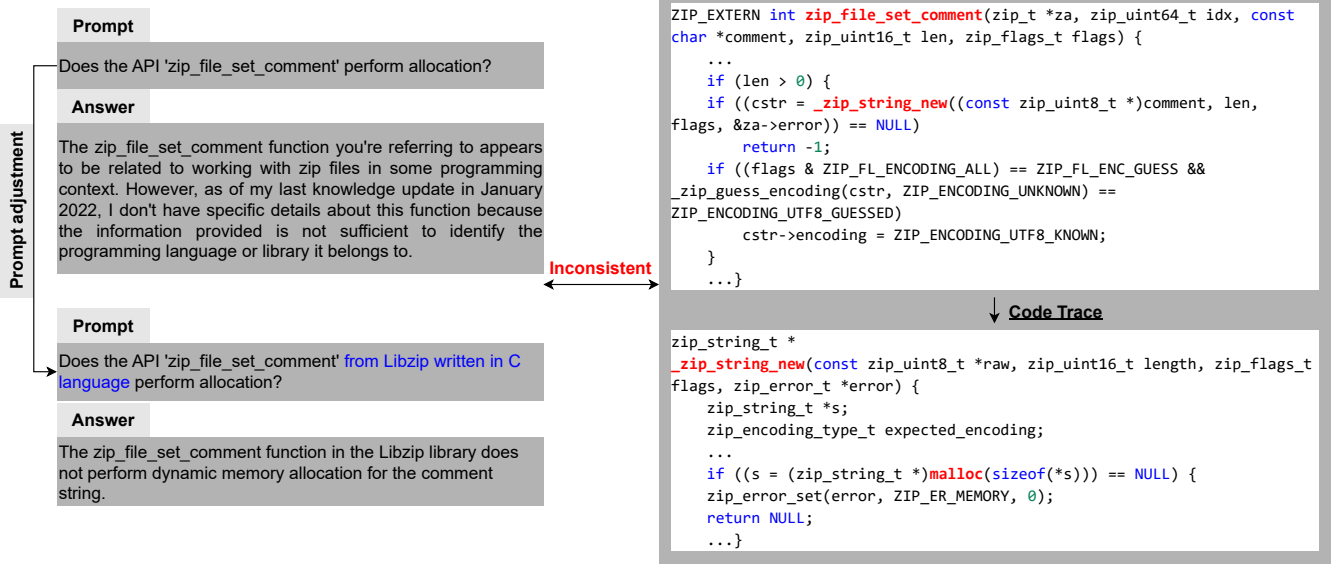 Prompt
Does the API 'zip_file_set_comment' perform allocation?
Answer
The zip_file_set_comment function you're referring to appears
to be related to working with zip files in some programming
context. However, as of my last knowledge update in January
2022, I don't have specific details about this function because
the information provided is not sufficient to identify the
programming language or library it belongs to.
Prompt adjustment
Prompt
Does the API 'zip_file_set_comment' from Libzip written in C
language perform allocation?
Answer
The zip_file_set_comment function in the Libzip library does
not perform dynamic memory allocation for the comment
string.
Inconsistent
ZIP_EXTERN int zip_file_set_comment(zip_t *za, zip_uint64_t idx, const
char *comment, zip_uint16_t len, zip_flags_t flags) {
...
if (len > 0) {
if ((cstr = _zip_string_new((const zip_uint8_t *)comment, len,
flags, &za->error)) == NULL)
return -1;
if ((flags & ZIP_FL_ENCODING_ALL) == ZIP_FL_ENC_GUESS &&
_zip_guess_encoding(cstr, ZIP_ENCODING_UNKNOWN) ==
ZIP_ENCODING_UTF8_GUESSED)
cstr->encoding = ZIP_ENCODING_UTF8_KNOWN;
}
...}
Code Trace
zip_string_t *
_zip_string_new(const zip_uint8_t *raw, zip_uint16_t length, zip_flags_t
flags, zip_error_t *error) {
zip_string_t *s;
zip_encoding_type_t expected_encoding;
...
if ((s = (zip_string_t *)malloc(sizeof(*s))) == NULL) {
zip_error_set(error, ZIP_ER_MEMORY, 0);
return NULL;
...}